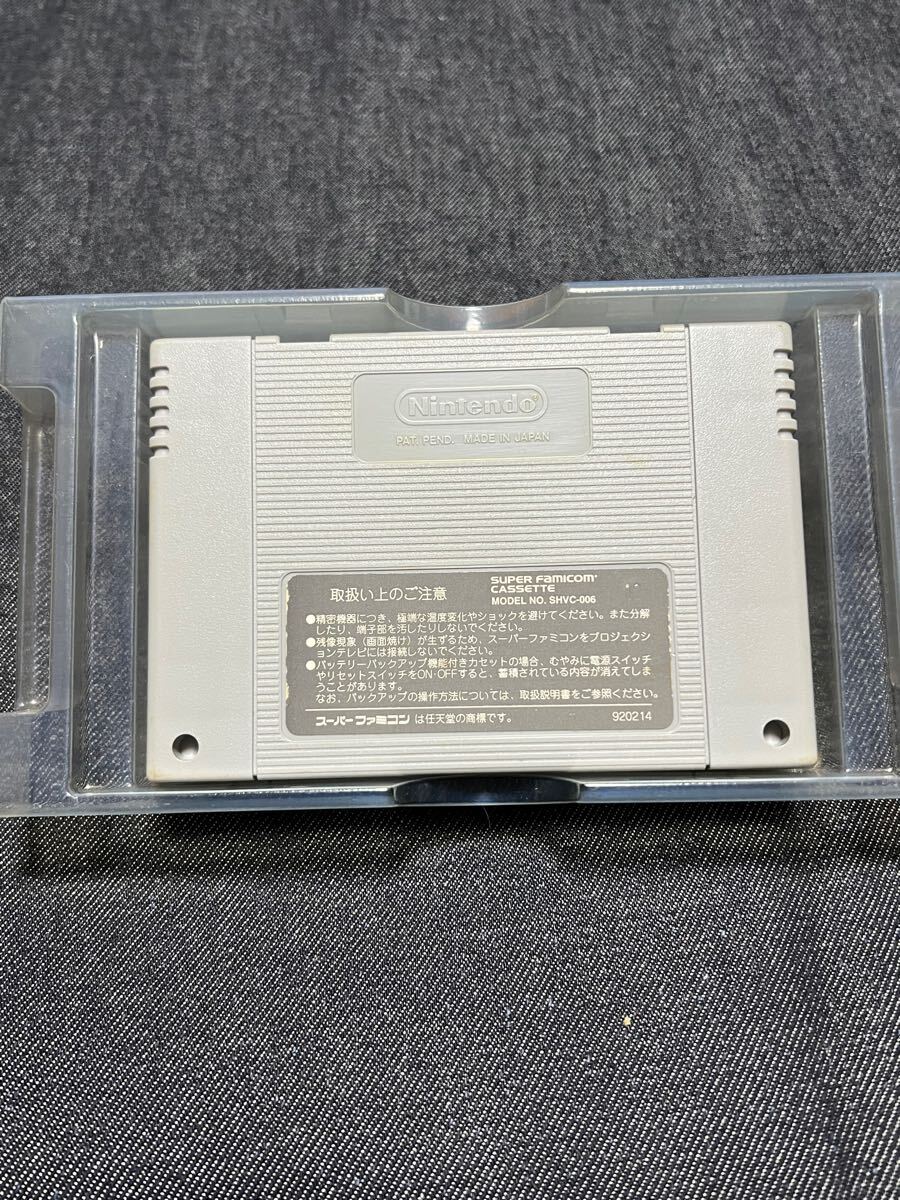 Nintendo®
PAT. PEND. MADE IN JAPAN
取扱い上のご注意
SUPER FAMICOM
CASSETTE
MODEL NO. SHVC-006
●精密機器につき、極端な温度変化やショックを避けてください。また分解
したり、端子部を汚したりしないでください。
●残像現象（画面焼け）が生ずるため、スーパーファミコンをプロジェクシ
ョンテレビには接続しないでください。
●バッテリーバックアップ機能付きカセットの場合、むやみに電源スイッチ
やリセットスイッチをON・OFFすると、蓄積されている内容が消えてしま
うことがあります。
なお、バックアップの操作方法については、取扱説明書をご参照ください。
スーパーファミコン は任天堂の商標です。
920214